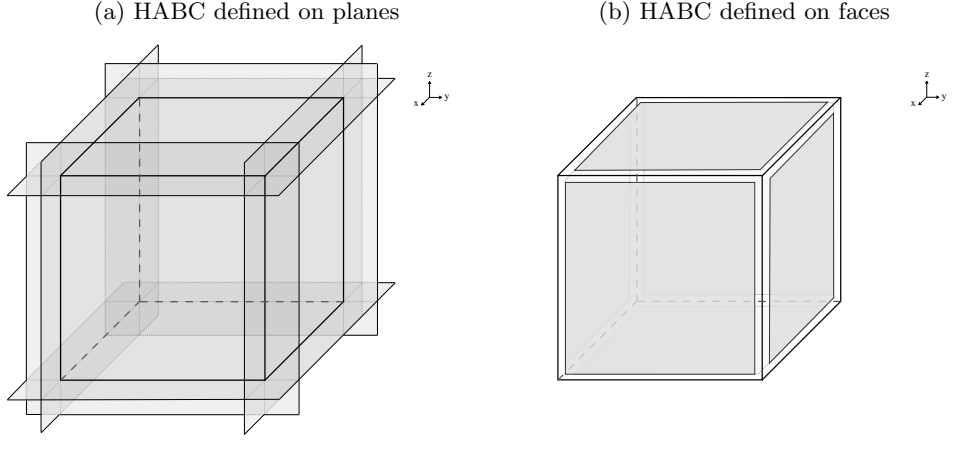 (a) HABC defined on planes
(b) HABC defined on faces
z
x
y
z
x
y